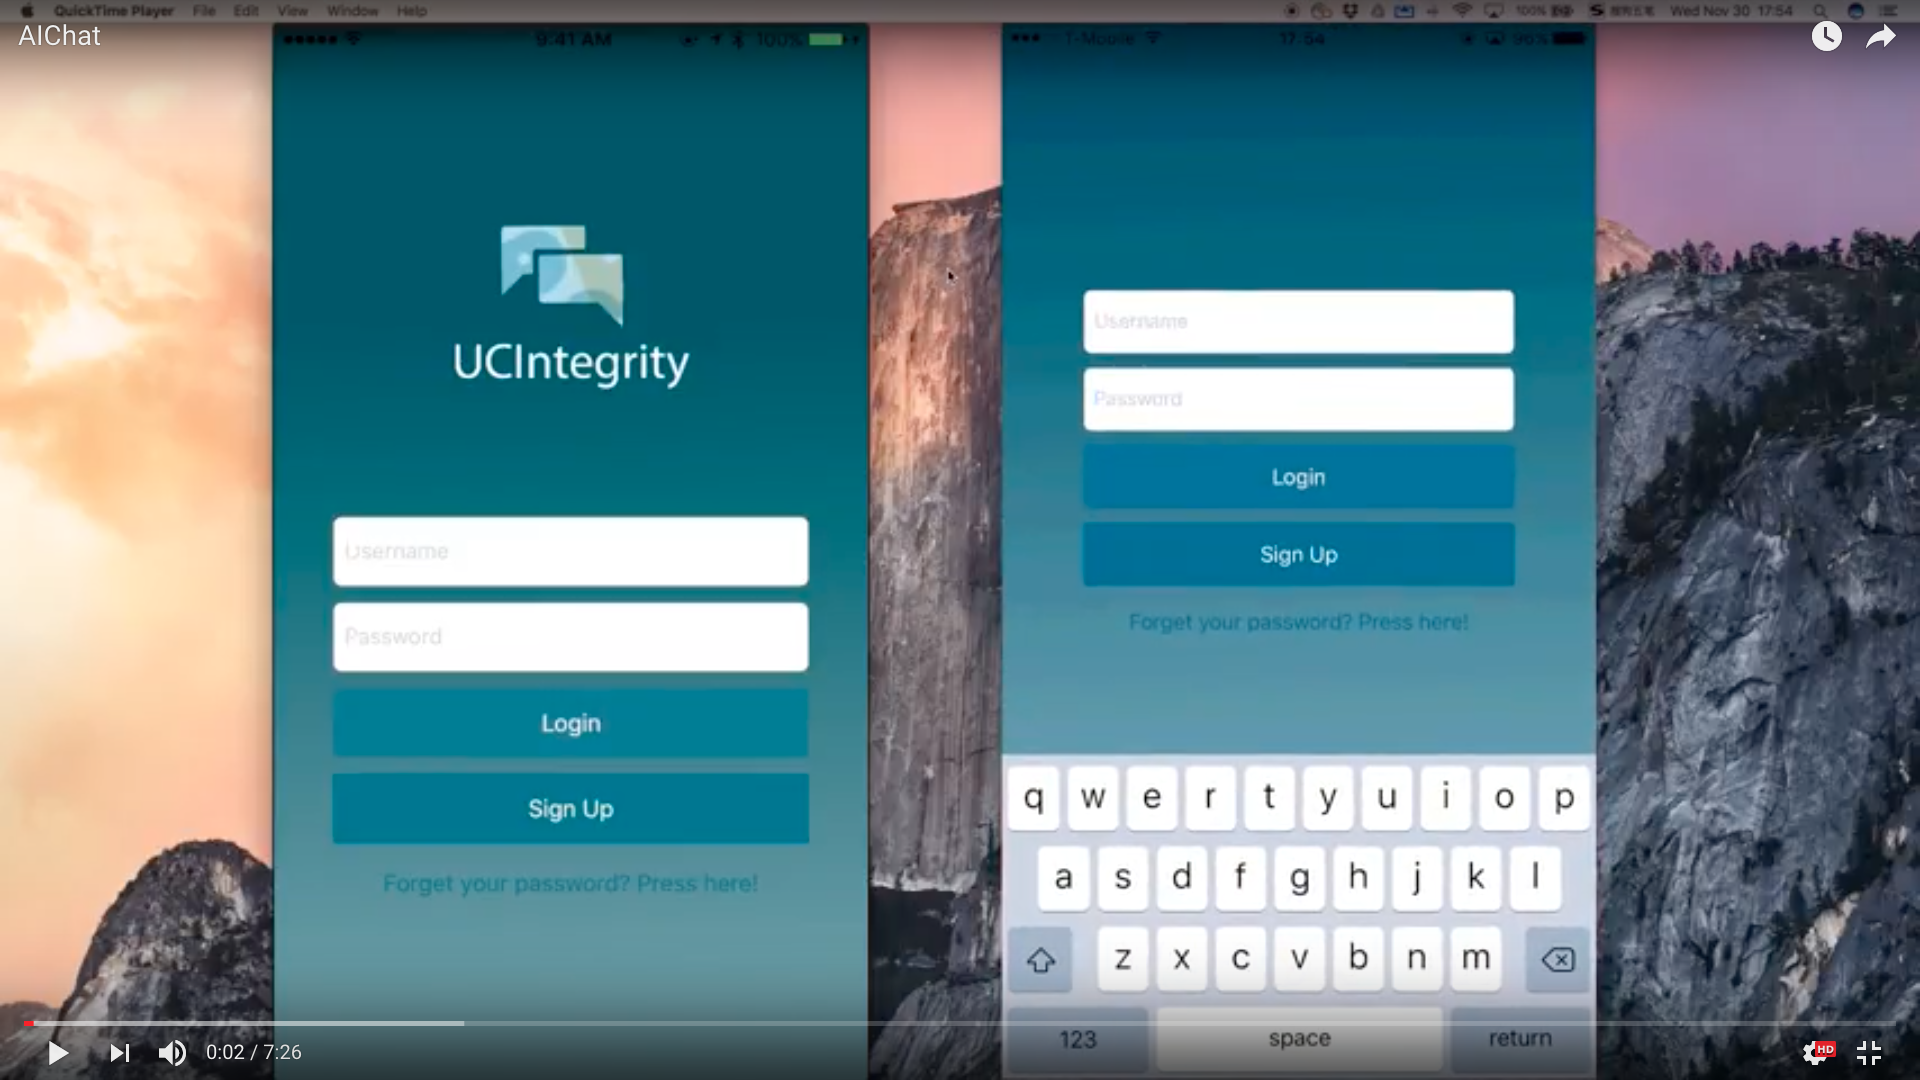 QuickTime Player File Edit View Window Help
100%
Wed Nov 30 17:54
AIChat
9:41 AM
100%
UCIntegrity
Username
Password
Login
Sign Up
Forget your password? Press here!
T-Mobile
17:54
96%
Username
Password
Login
Sign Up
Forget your password? Press here!
q w e r t y u i o p
a s d f g h j k l
z x c v b n m
123 space return
0:02 / 7:26
HD